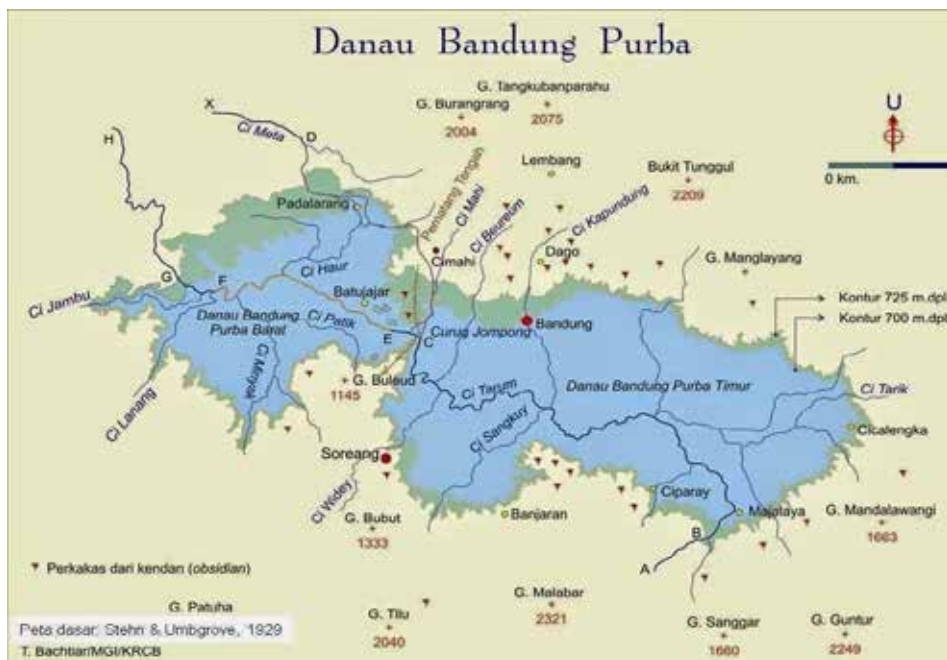 Danau Bandung Purba
G. Tangkubanparahu
2075
G. Burangrang
2004
X
D
Ci Meta
H
U
Lembang
Bukit Tunggul
2209
0 km.
Padalarang
Pematang Tengah
Ci Mahi
Ci Beureum
Ci Kapundung
Cimahi
Dago
G. Manglayang
Ci Haur
G
F
Ci Jambu
Batujajar
Kontur 725 m.dpl
Kontur 700 m.dpl
Danau Bandung
Purba Barat
Ci Patik
E
C
Curug Jompong
Bandung
Ci Minyak
Ci Lanang
G. Buleud
1145
Ci Tarum
Danau Bandung Purba Timur
Ci Tarik
Ci Sangkuy
Cicalengka
Soreang
Ci Widey
Ciparay
Banjaran
Majalaya
G. Mandalawangi
1663
G. Bubut
1333
B
A
Perkakas dari kendan (obsidian)
G. Patuha
G. Tilu
2040
G. Malabar
2321
G. Sanggar
1660
G. Guntur
2249
Peta dasar: Stehn & Umbgrove, 1929
T. Bachtiar/MGI/KRCB